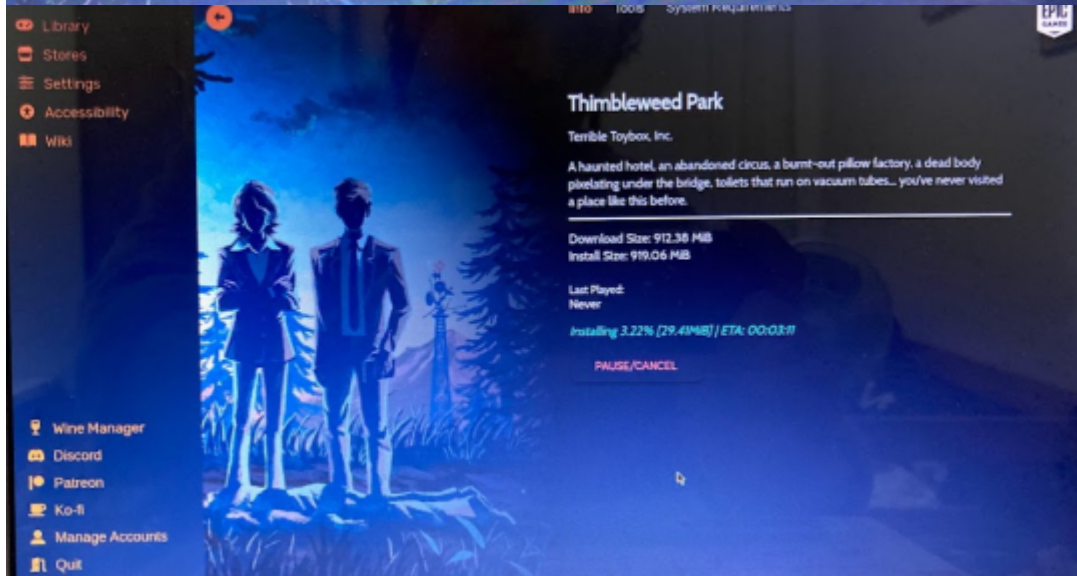 Library
Stores
Settings
Accessibility
Wiki
Wine Manager
Discord
Patreon
Ko-fi
Manage Accounts
Quit
Info Tools System Requirements
EPIC
GAMES
Thimbleweed Park
Terrible Toybox, Inc.
A haunted hotel, an abandoned circus, a burnt-out pillow factory, a dead body
pixelating under the bridge, toilets that run on vacuum tubes... you've never visited
a place like this before.
Download Size: 912.38 MiB
Install Size: 919.06 MiB
Last Played:
Never
Installing 3.22% [29.41MiB] | ETA: 00:03:11
PAUSE/CANCEL